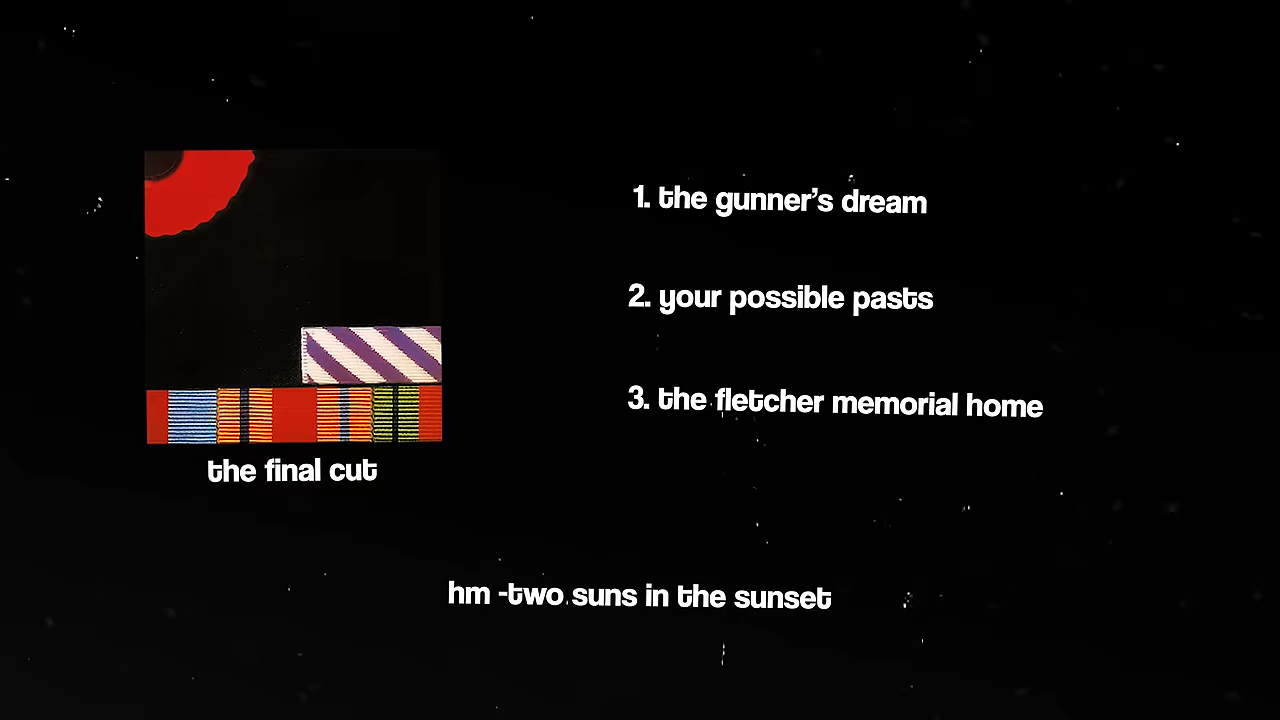 1. the gunner's dream
2. your possible pasts
3. the fletcher memorial home
the final cut
hm -two suns in the sunset